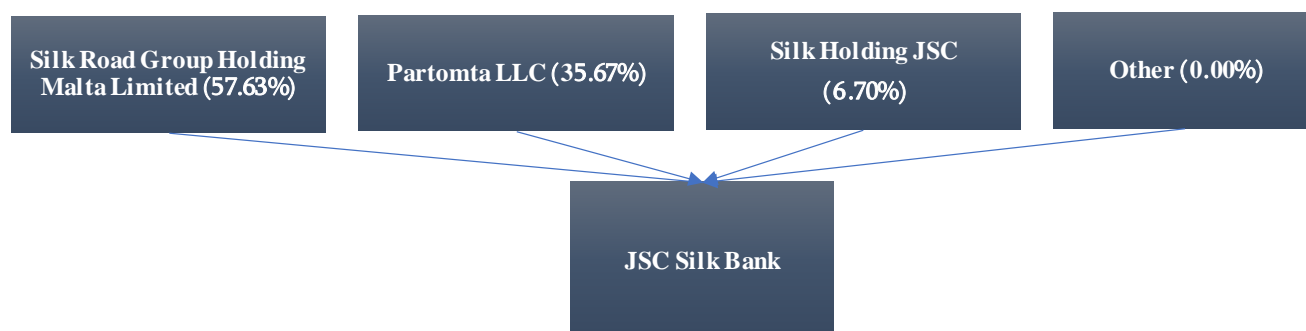 Silk Road Group Holding
Malta Limited (57.63%)
Partomta LLC (35.67%)
Silk Holding JSC
(6.70%)
Other (0.00%)
JSC Silk Bank